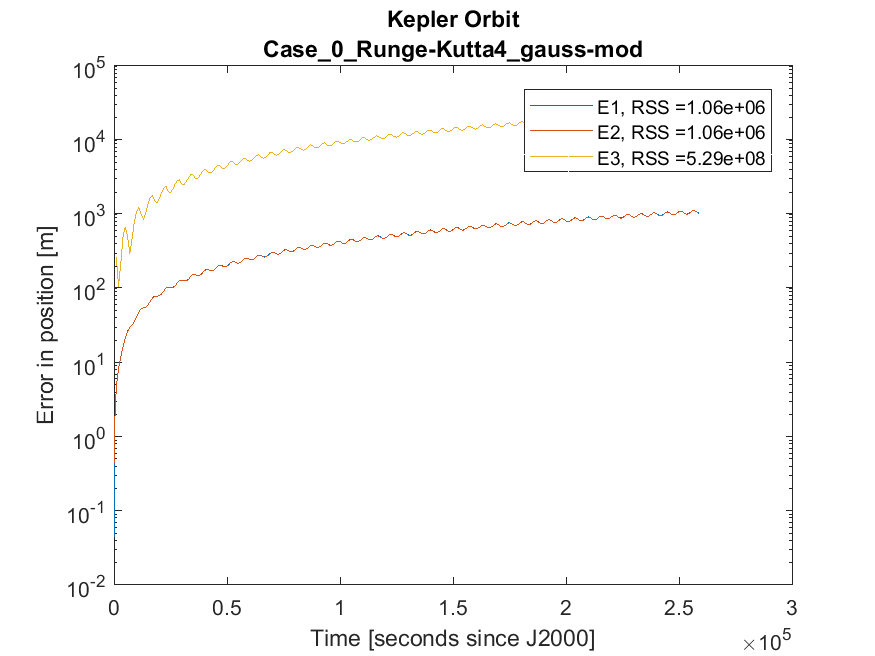 Kepler Orbit
Case_0_Runge-Kutta4_gauss-mod
10^5
10^4
10^3
10^2
10^1
10^0
10^-1
10^-2
Error in position [m]
E1, RSS =1.06e+06
E2, RSS =1.06e+06
E3, RSS =5.29e+08
0 0.5 1 1.5 2 2.5 3
Time [seconds since J2000]
×10^5